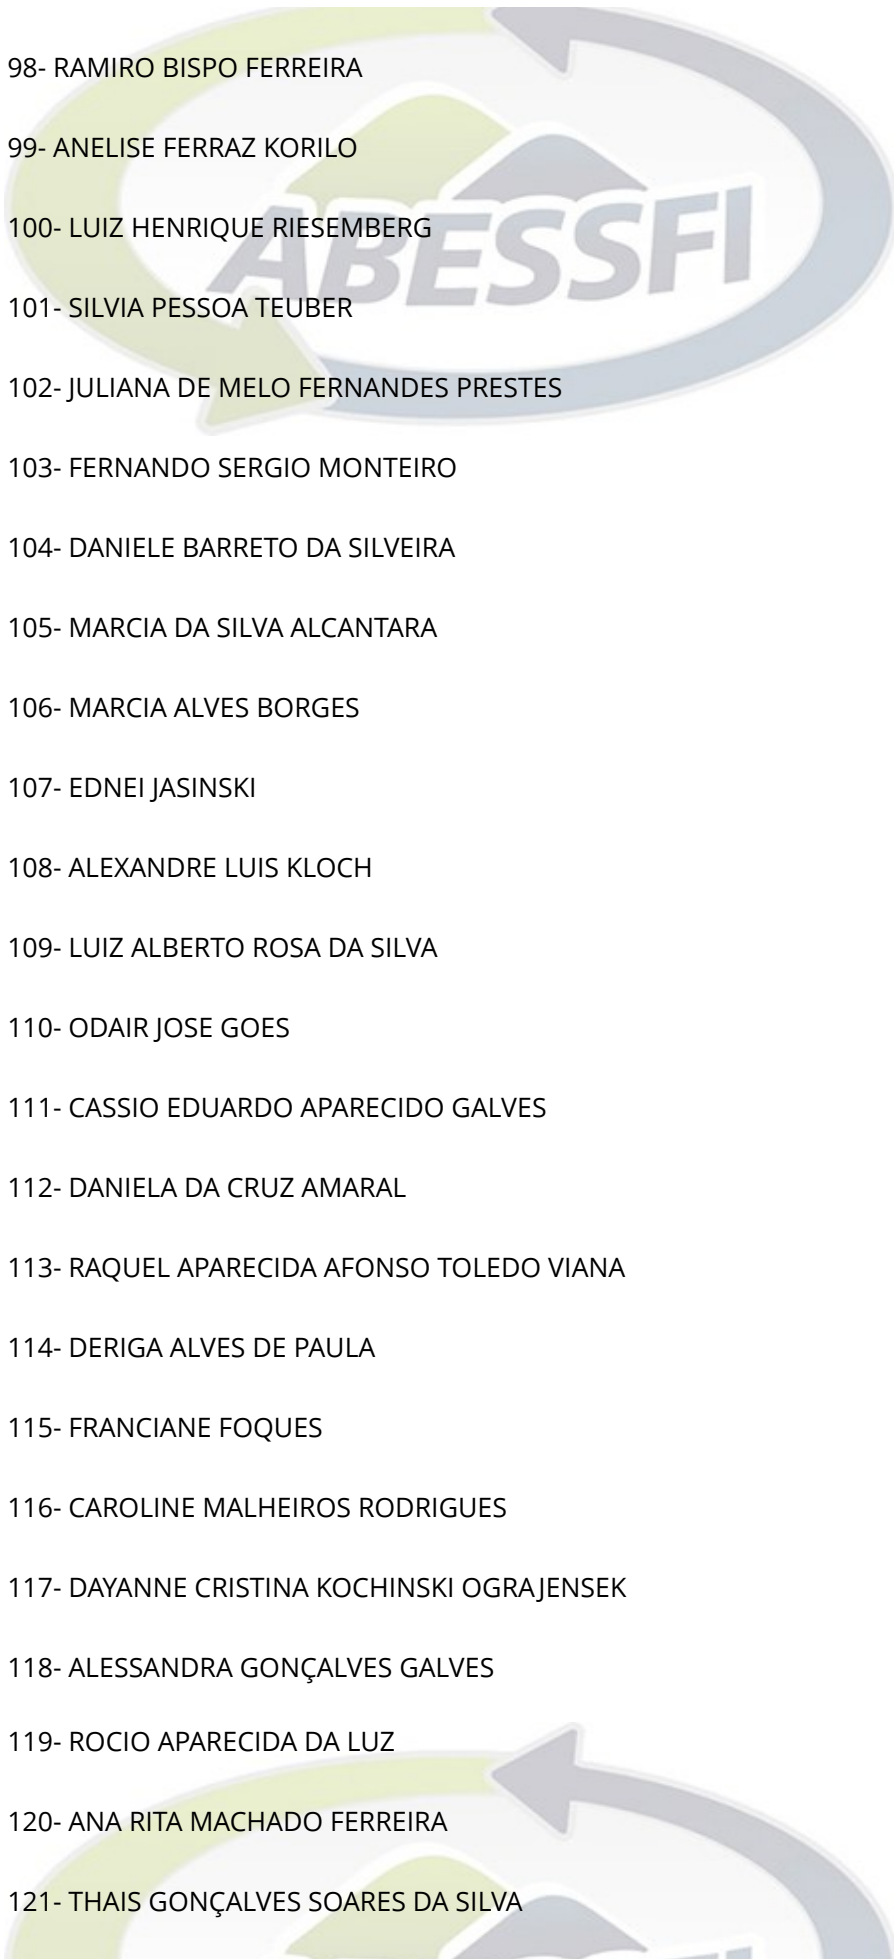 98- RAMIRO BISPO FERREIRA
99- ANELISE FERRAZ KORILO
100- LUIZ HENRIQUE RIESEMBERG
ABESSFI
101- SILVIA PESSOA TEUBER
102- JULIANA DE MELO FERNANDES PRESTES
103- FERNANDO SERGIO MONTEIRO
104- DANIELE BARRETO DA SILVEIRA
105- MARCIA DA SILVA ALCANTARA
106- MARCIA ALVES BORGES
107- EDNEI JASINSKI
108- ALEXANDRE LUIS KLOCH
109- LUIZ ALBERTO ROSA DA SILVA
110- ODAIR JOSE GOES
111- CASSIO EDUARDO APARECIDO GALVES
112- DANIELA DA CRUZ AMARAL
113- RAQUEL APARECIDA AFONSO TOLEDO VIANA
114- DERIGA ALVES DE PAULA
115- FRANCIANE FOQUES
116- CAROLINE MALHEIROS RODRIGUES
117- DAYANNE CRISTINA KOCHINSKI OGRAJENSEK
118- ALESSANDRA GONÇALVES GALVES
119- ROCIO APARECIDA DA LUZ
120- ANA RITA MACHADO FERREIRA
121- THAIS GONÇALVES SOARES DA SILVA